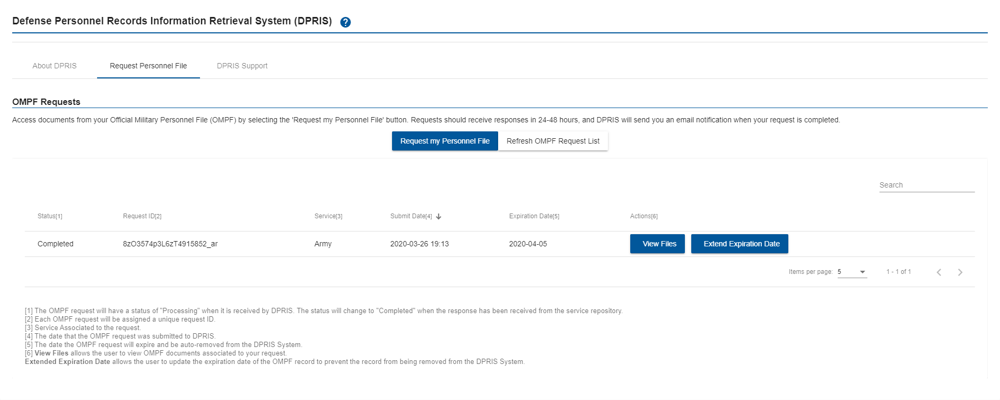 Defense Personnel Records Information Retrieval System (DPRIS) ?
About DPRIS
Request Personnel File
DPRIS Support
OMPF Requests
Access documents from your Official Military Personnel File (OMPF) by selecting the 'Request my Personnel File' button. Requests should receive responses in 24-48 hours, and DPRIS will send you an email notification when your request is completed.
Request my Personnel File
Refresh OMPF Request List
Search
Status[1] Request ID[2] Service[3] Submit Date[4] Expiration Date[5] Actions[6]
Completed 8zO3574p3L6zT4915852_ar Army 2020-03-26 19:13 2020-04-05 View Files Extend Expiration Date
Items per page: 5 1 - 1 of 1
[1] The OMPF request will have a status of "Processing" when it is received by DPRIS. The status will change to "Completed" when the response has been received from the service repository.
[2] Each OMPF request will be assigned a unique request ID.
[3] Service Associated to the request.
[4] The date that the OMPF request was submitted to DPRIS.
[5] The date the OMPF request will expire and be auto-removed from the DPRIS System.
[6] View Files allows the user to view OMPF documents associated to your request.
Extended Expiration Date allows the user to update the expiration date of the OMPF record to prevent the record from being removed from the DPRIS System.